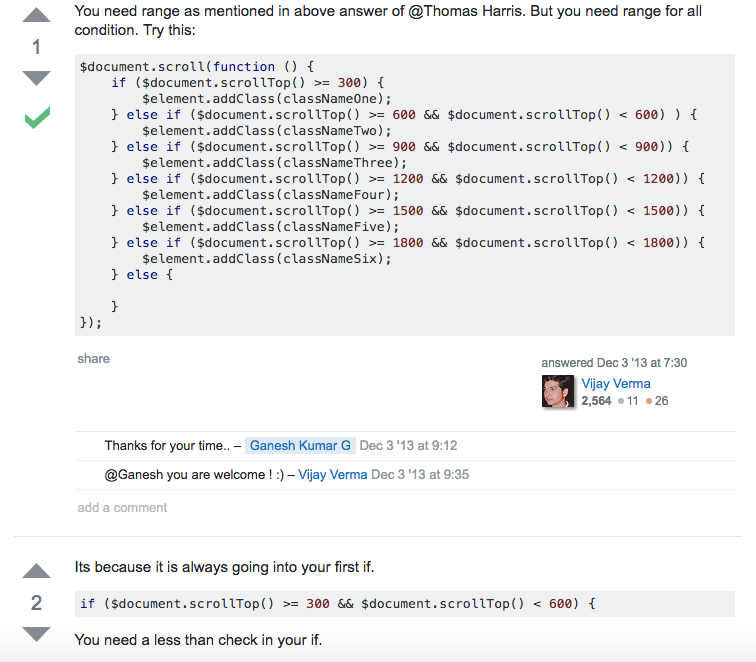 You need range as mentioned in above answer of @Thomas Harris. But you need range for all
condition. Try this:
1
$document.scroll(function () {
    if ($document.scrollTop() >= 300) {
        $element.addClass(classNameOne);
    } else if ($document.scrollTop() >= 600 && $document.scrollTop() < 600) ) {
        $element.addClass(classNameTwo);
    } else if ($document.scrollTop() >= 900 && $document.scrollTop() < 900)) {
        $element.addClass(classNameThree);
    } else if ($document.scrollTop() >= 1200 && $document.scrollTop() < 1200)) {
        $element.addClass(classNameFour);
    } else if ($document.scrollTop() >= 1500 && $document.scrollTop() < 1500)) {
        $element.addClass(classNameFive);
    } else if ($document.scrollTop() >= 1800 && $document.scrollTop() < 1800)) {
        $element.addClass(classNameSix);
    } else {
    }
});
share
answered Dec 3 '13 at 7:30
Vijay Verma
2,564 ●11 ●26
Thanks for your time.. – Ganesh Kumar G Dec 3 '13 at 9:12
@Ganesh you are welcome ! :) – Vijay Verma Dec 3 '13 at 9:35
add a comment
Its because it is always going into your first if.
2
if ($document.scrollTop() >= 300 && $document.scrollTop() < 600) {
You need a less than check in your if.